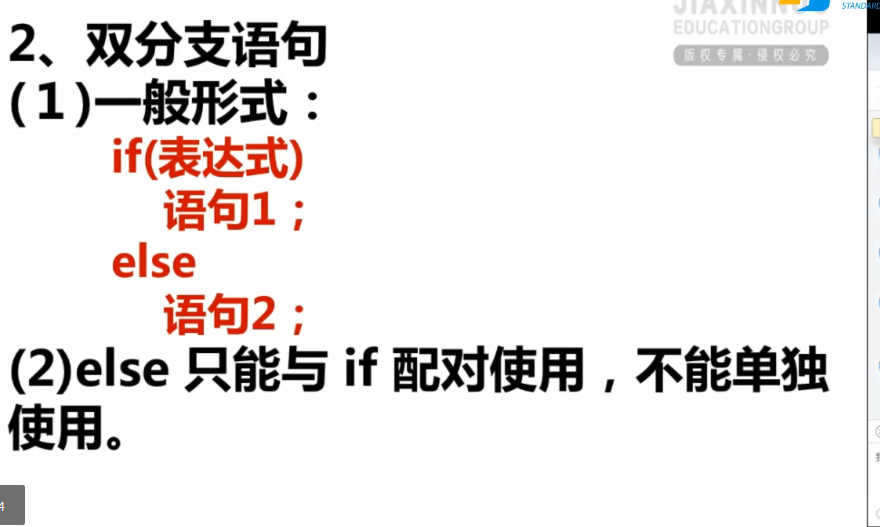 JIAXINNUO
EDUCATIONGROUP
版权专属·侵权必究
STANDARD
2、双分支语句
(1)一般形式：
if(表达式)
语句1；
else
语句2；
(2)else 只能与 if 配对使用，不能单独
使用。
4